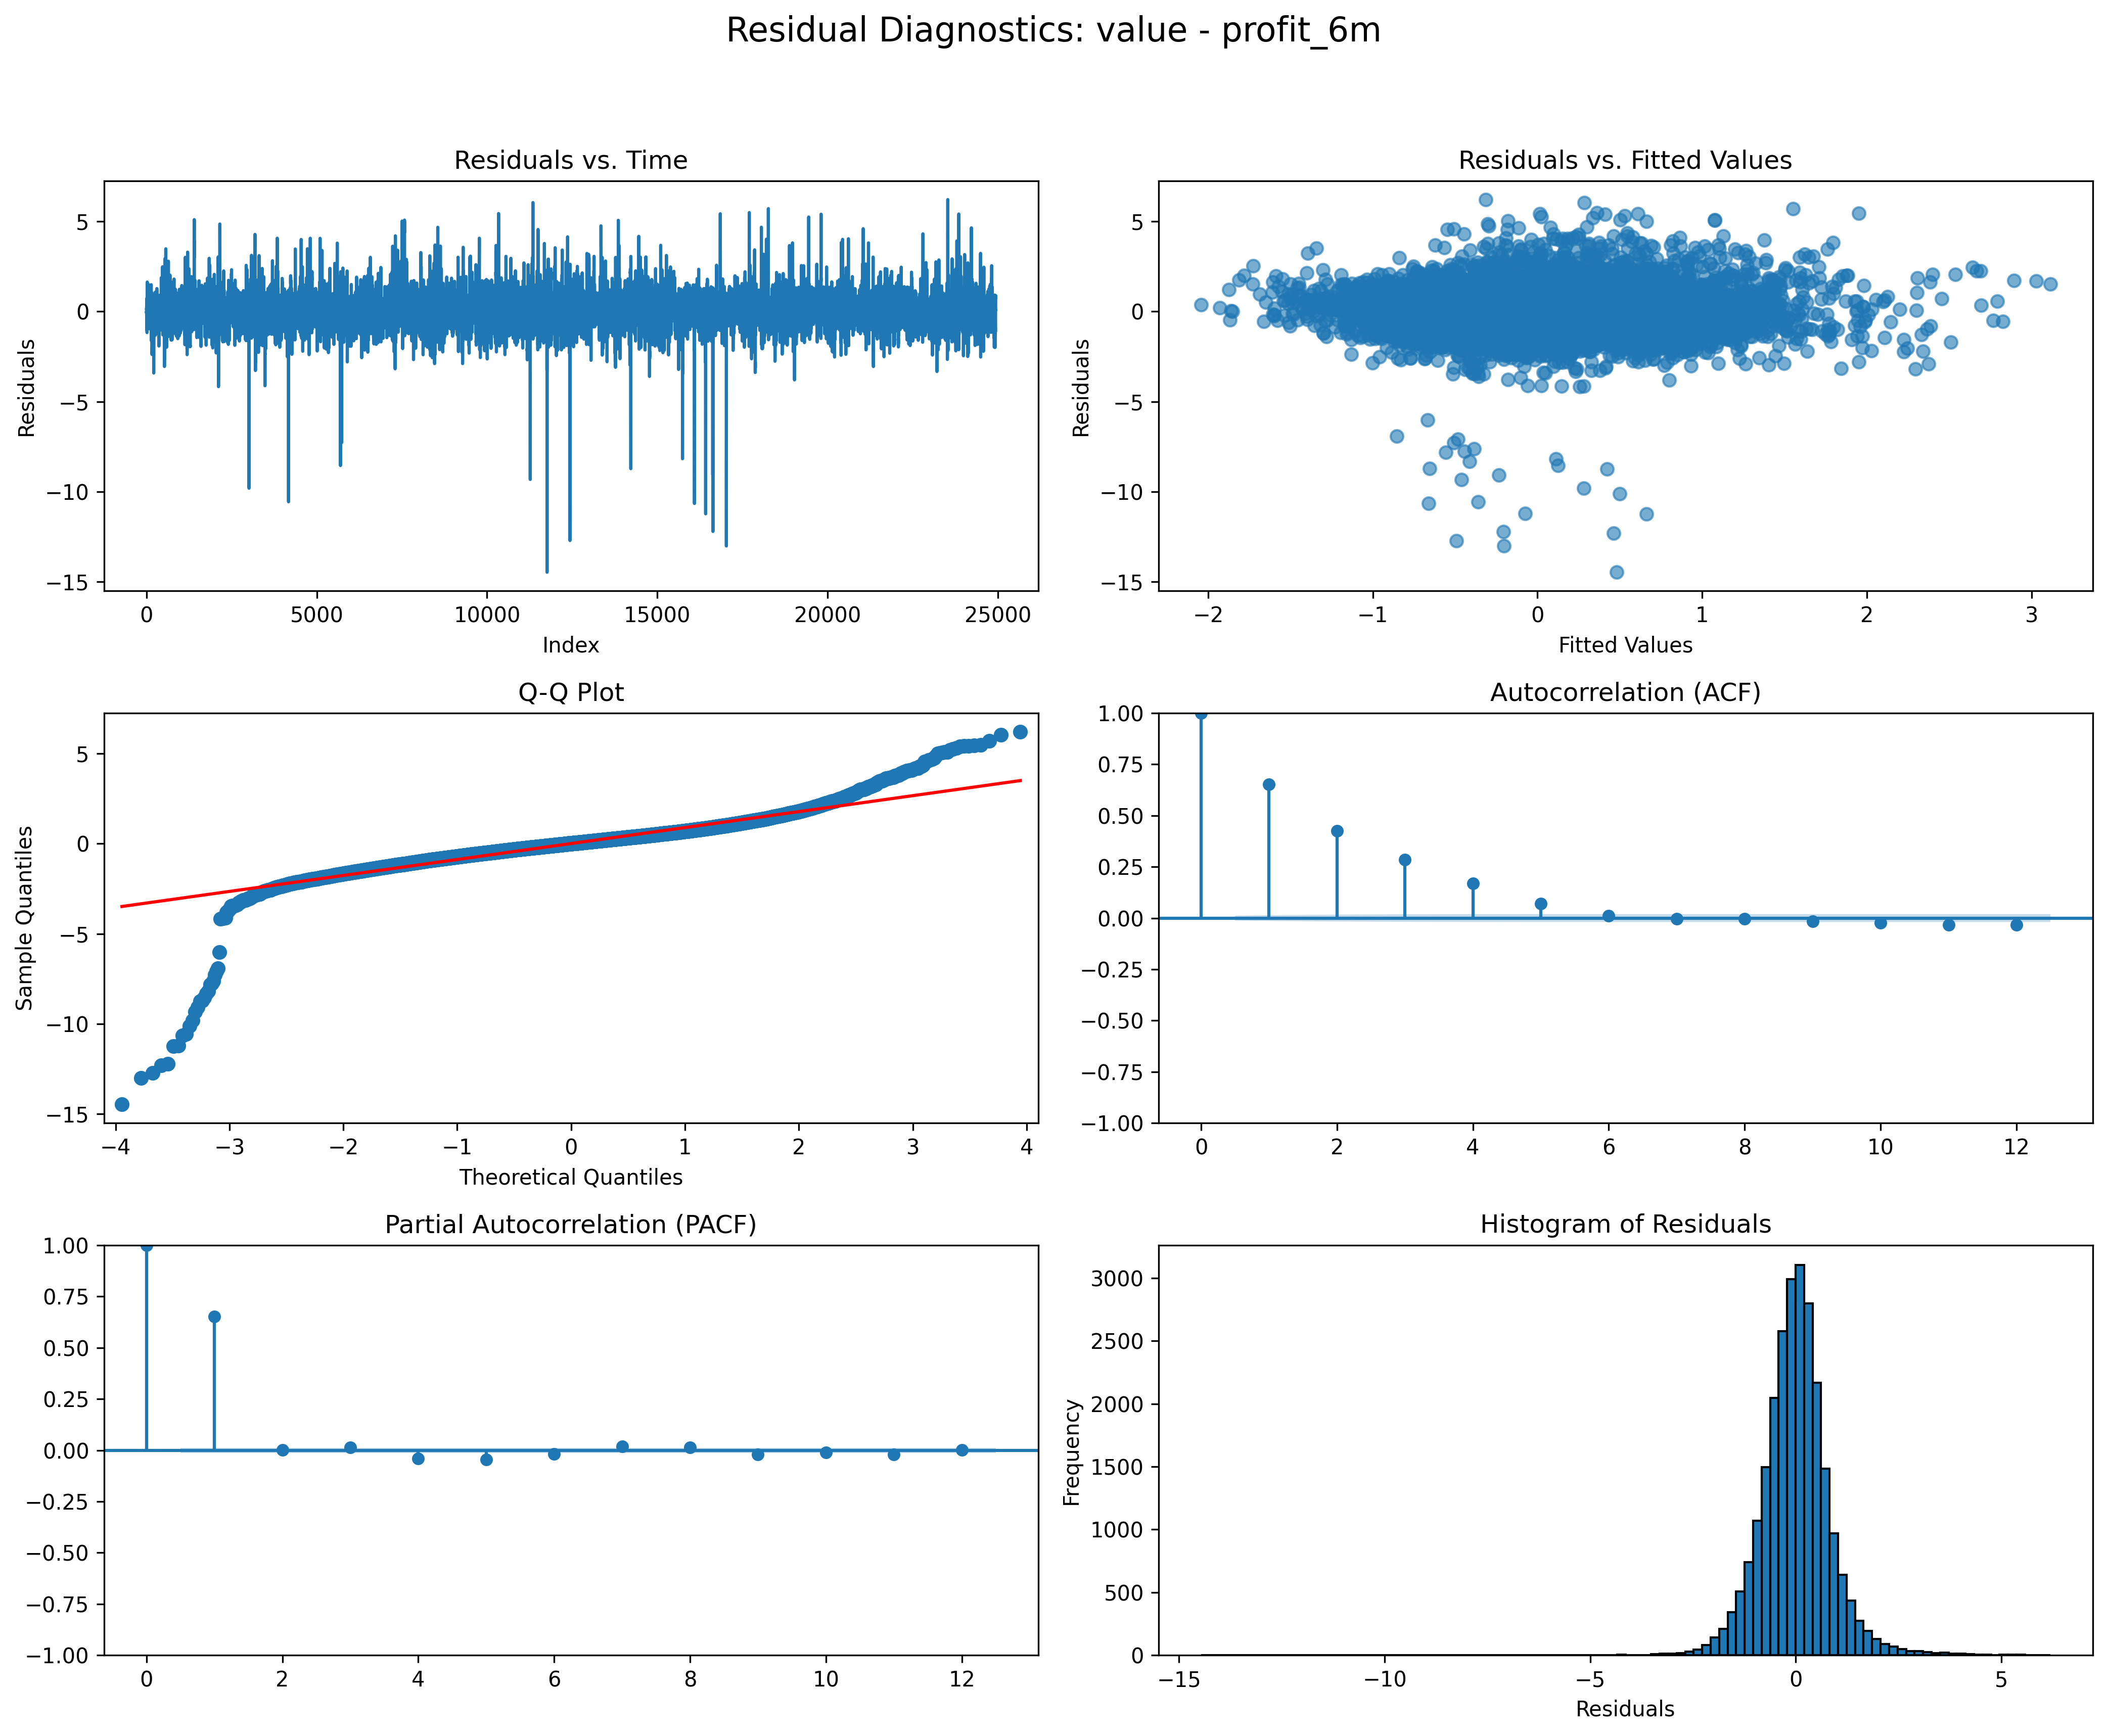 Residual Diagnostics: value - profit_6m
Residuals vs. Time
Residuals
5
0
−5
−10
−15
0 5000 10000 15000 20000 25000
Index
Residuals vs. Fitted Values
Residuals
5
0
−5
−10
−15
−2 −1 0 1 2 3
Fitted Values
Q-Q Plot
Sample Quantiles
5
0
−5
−10
−15
−4 −3 −2 −1 0 1 2 3 4
Theoretical Quantiles
Autocorrelation (ACF)
1.00
0.75
0.50
0.25
0.00
−0.25
−0.50
−0.75
−1.00
0 2 4 6 8 10 12
Partial Autocorrelation (PACF)
1.00
0.75
0.50
0.25
0.00
−0.25
−0.50
−0.75
−1.00
0 2 4 6 8 10 12
Histogram of Residuals
Frequency
3000
2500
2000
1500
1000
500
0
−15 −10 −5 0 5
Residuals